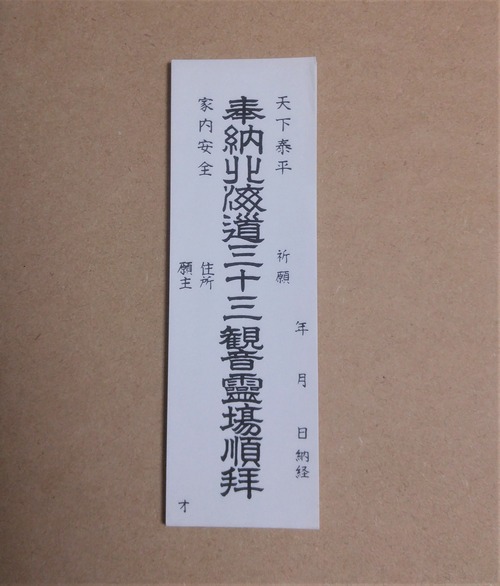 年　月　日納経
天下泰平　祈願
奉納北海道三十三観音霊場順拝
家内安全　住所
願主　オ